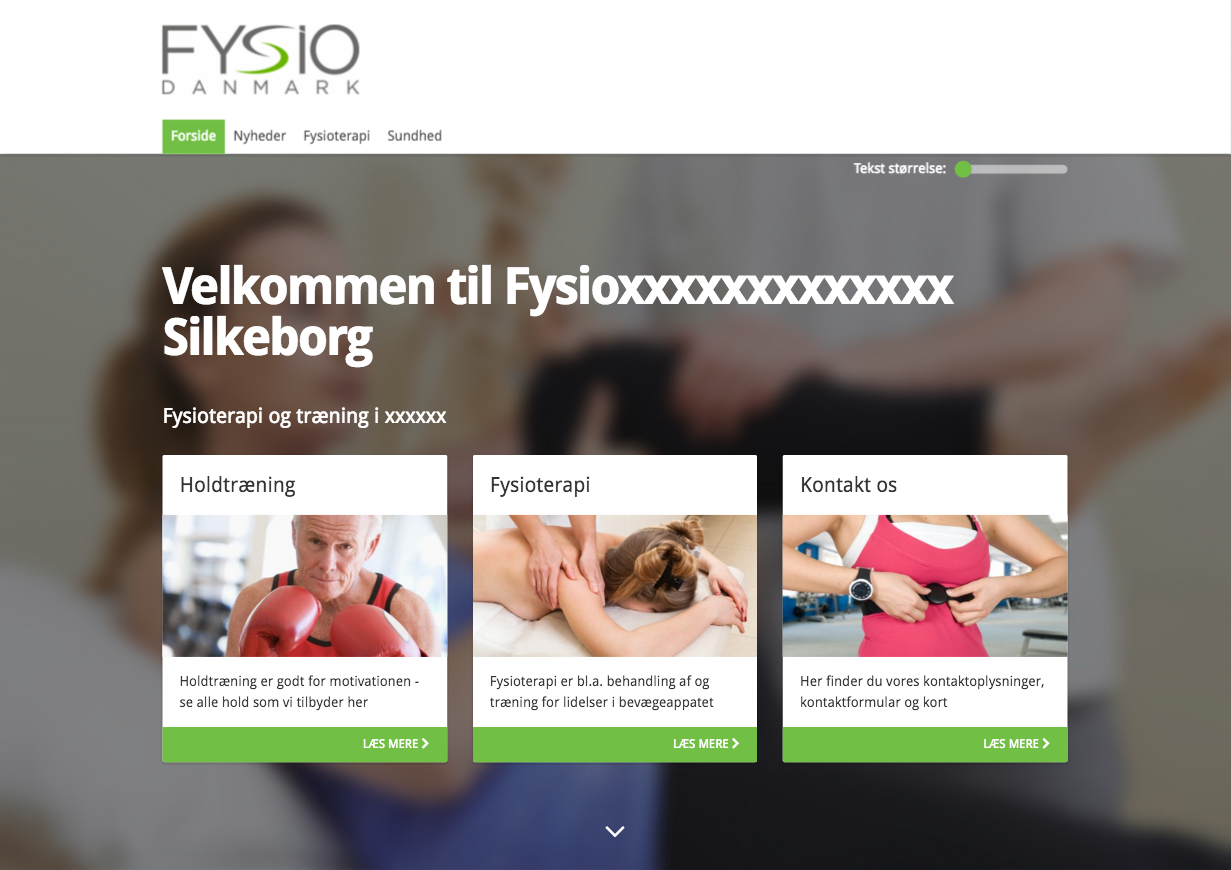 FYSIO
DANMARK
Forside Nyheder Fysioterapi Sundhed
Tekst størrelse:
Velkommen til Fysioxxxxxxxxxxxxx
Silkeborg
Fysioterapi og træning i xxxxxx
Holdtræning
Holdtræning er godt for motivationen -
se alle hold som vi tilbyder her
LÆS MERE
Fysioterapi
Fysioterapi er bl.a. behandling af og
træning for lidelser i bevægeappatet
LÆS MERE
Kontakt os
Her finder du vores kontaktoplysninger,
kontaktformular og kort
LÆS MERE